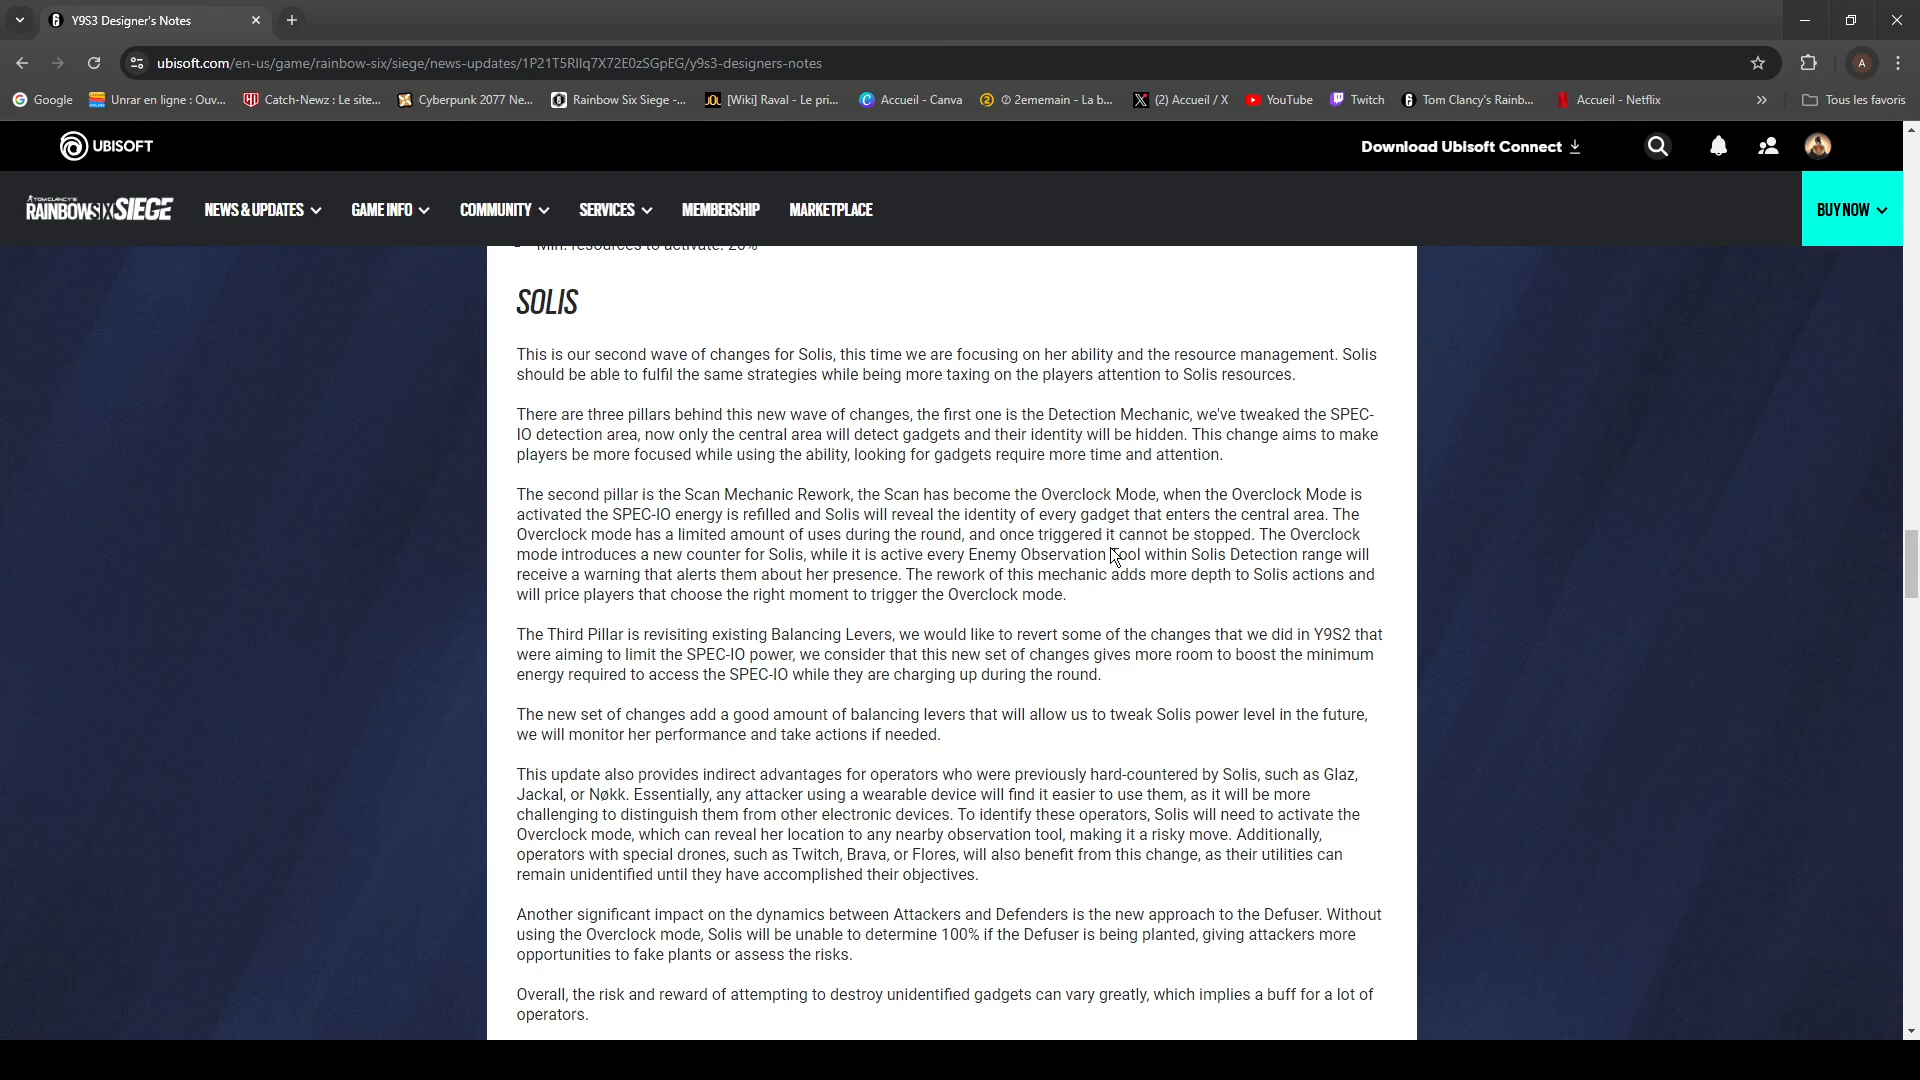 Y9S3 Designer's Notes
ubisoft.com/en-us/game/rainbow-six/siege/news-updates/1P21T5RIlq7X72E0zSGpEG/y9s3-designers-notes
A
Google
Unrar en ligne : Ouv...
Catch-Newz : Le site...
Cyberpunk 2077 Ne...
Rainbow Six Siege -...
[Wiki] Raval - Le pri...
Accueil - Canva
② 2ememain - La b...
(2) Accueil / X
YouTube
Twitch
Tom Clancy's Rainb...
Accueil - Netflix
»
Tous les favoris
UBISOFT
Download Ubisoft Connect
TOM CLANCY'S
RAINBOW SIX SIEGE
NEWS & UPDATES
GAME INFO
COMMUNITY
SERVICES
MEMBERSHIP
MARKETPLACE
BUY NOW
Min. resources to activate: 20%
SOLIS
This is our second wave of changes for Solis, this time we are focusing on her ability and the resource management. Solis
should be able to fulfil the same strategies while being more taxing on the players attention to Solis resources.
There are three pillars behind this new wave of changes, the first one is the Detection Mechanic, we've tweaked the SPEC-
IO detection area, now only the central area will detect gadgets and their identity will be hidden. This change aims to make
players be more focused while using the ability, looking for gadgets require more time and attention.
The second pillar is the Scan Mechanic Rework, the Scan has become the Overclock Mode, when the Overclock Mode is
activated the SPEC-IO energy is refilled and Solis will reveal the identity of every gadget that enters the central area. The
Overclock mode has a limited amount of uses during the round, and once triggered it cannot be stopped. The Overclock
mode introduces a new counter for Solis, while it is active every Enemy Observation Tool within Solis Detection range will
receive a warning that alerts them about her presence. The rework of this mechanic adds more depth to Solis actions and
will price players that choose the right moment to trigger the Overclock mode.
The Third Pillar is revisiting existing Balancing Levers, we would like to revert some of the changes that we did in Y9S2 that
were aiming to limit the SPEC-IO power, we consider that this new set of changes gives more room to boost the minimum
energy required to access the SPEC-IO while they are charging up during the round.
The new set of changes add a good amount of balancing levers that will allow us to tweak Solis power level in the future,
we will monitor her performance and take actions if needed.
This update also provides indirect advantages for operators who were previously hard-countered by Solis, such as Glaz,
Jackal, or Nøkk. Essentially, any attacker using a wearable device will find it easier to use them, as it will be more
challenging to distinguish them from other electronic devices. To identify these operators, Solis will need to activate the
Overclock mode, which can reveal her location to any nearby observation tool, making it a risky move. Additionally,
operators with special drones, such as Twitch, Brava, or Flores, will also benefit from this change, as their utilities can
remain unidentified until they have accomplished their objectives.
Another significant impact on the dynamics between Attackers and Defenders is the new approach to the Defuser. Without
using the Overclock mode, Solis will be unable to determine 100% if the Defuser is being planted, giving attackers more
opportunities to fake plants or assess the risks.
Overall, the risk and reward of attempting to destroy unidentified gadgets can vary greatly, which implies a buff for a lot of
operators.